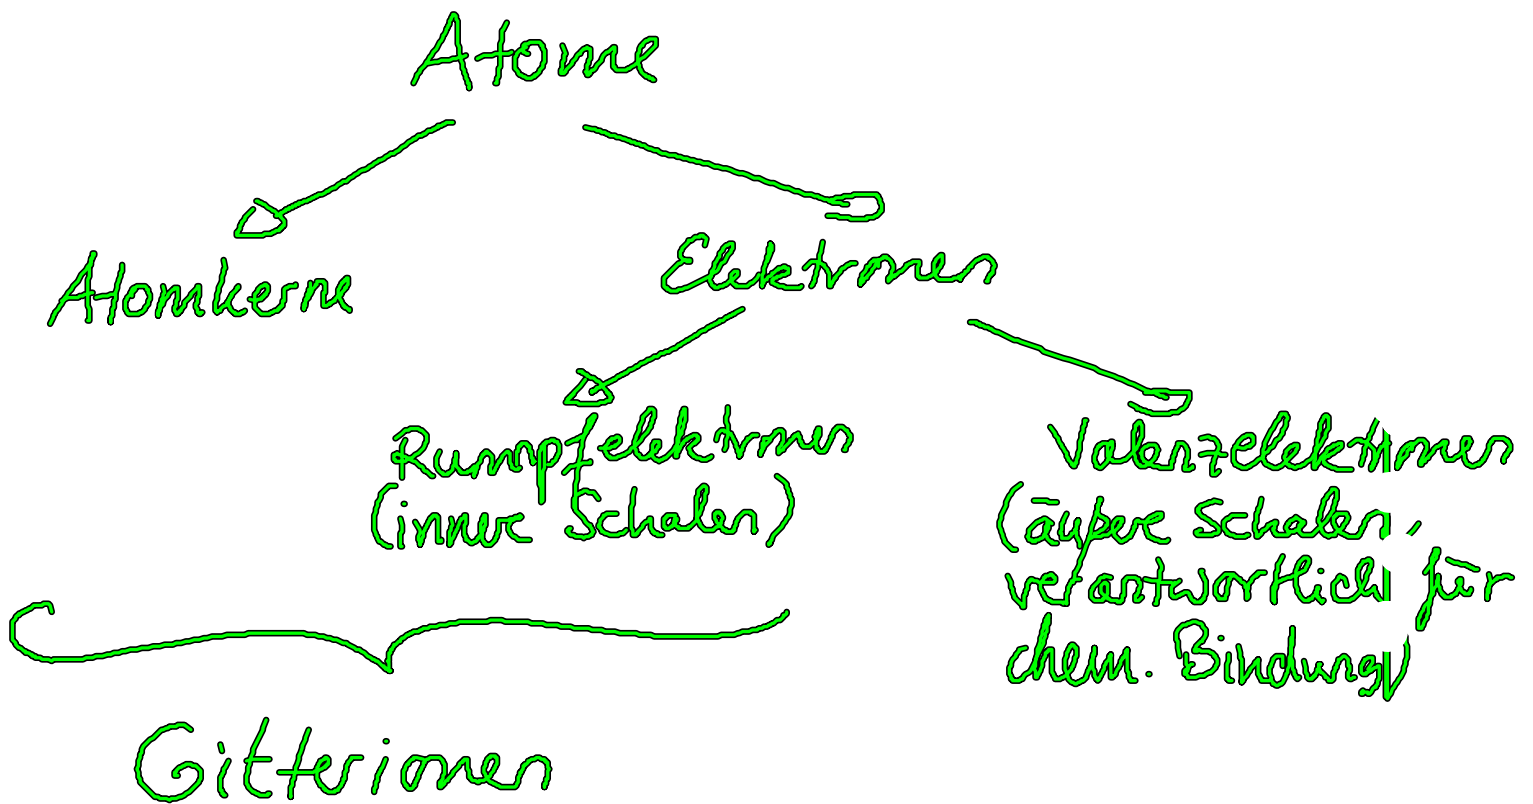 Atome
Atomkerne
Elektronen
Rumpfelektronen
(innere Schalen)
Valenzelektronen
(äußere Schalen,
verantwortlich für
chem. Bindung)
Gitterionen